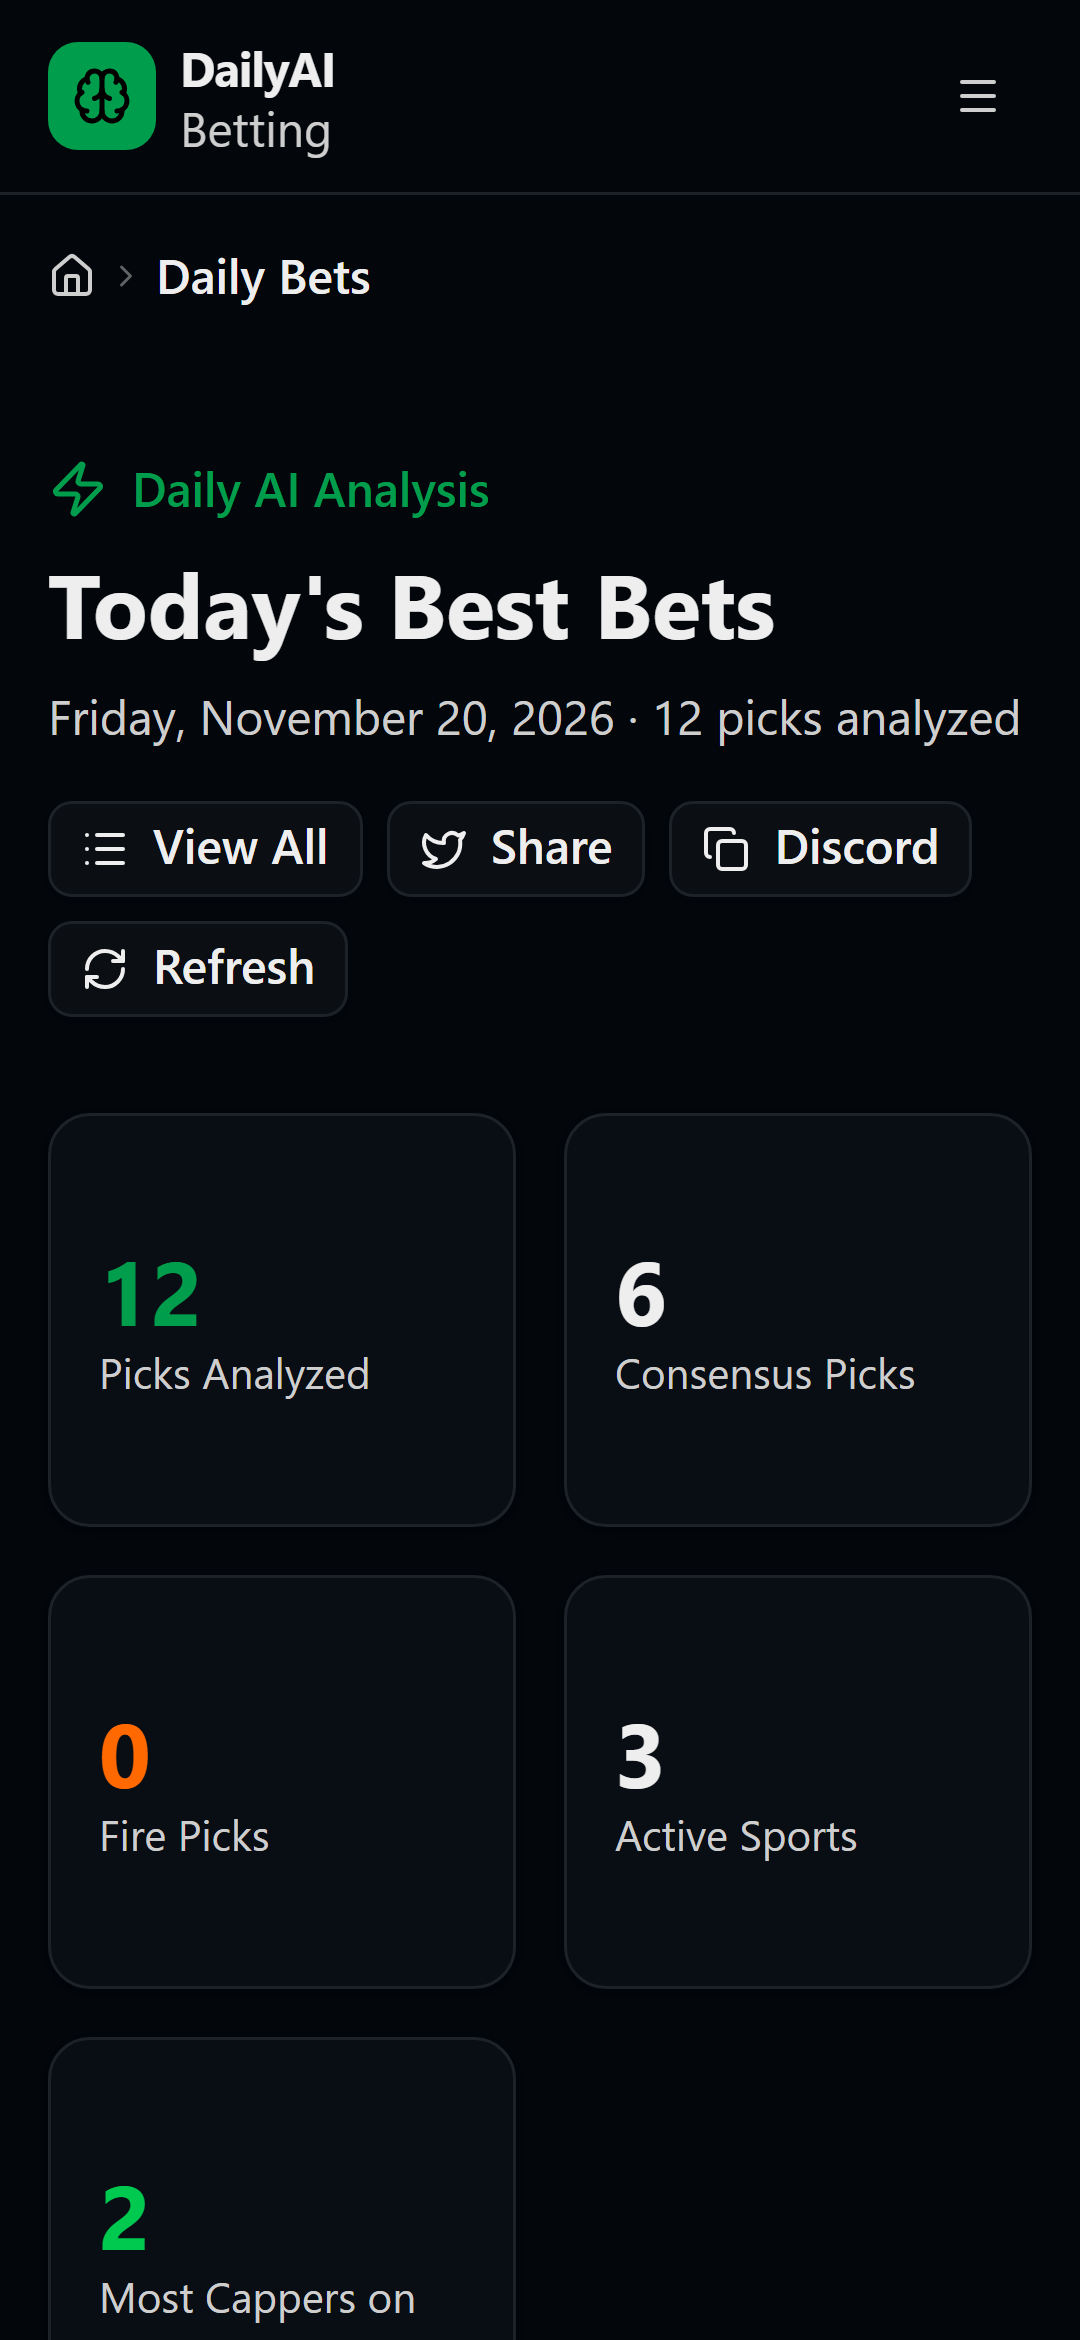 DailyAI
Betting
Daily Bets
Daily AI Analysis
Today's Best Bets
Friday, November 20, 2026 · 12 picks analyzed
View All
Share
Discord
Refresh
12
Picks Analyzed
6
Consensus Picks
0
Fire Picks
3
Active Sports
2
Most Cappers on